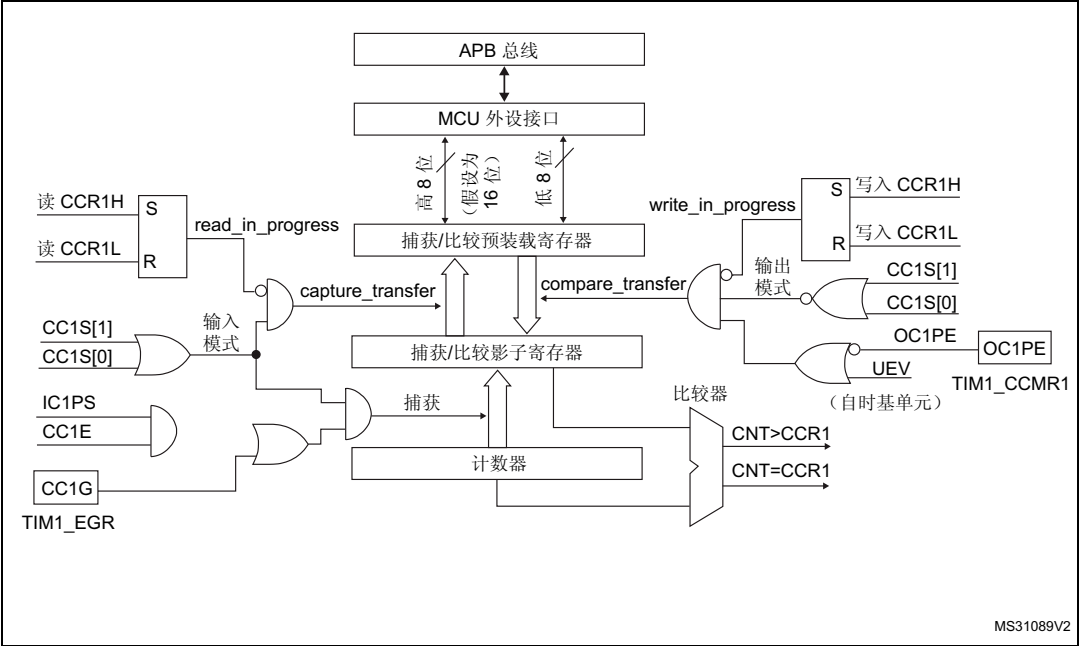 APB 总线
MCU 外设接口
高 8 位
(假设为
16 位)
低 8 位
读 CCR1H
S
read_in_progress
读 CCR1L
R
write_in_progress
S
写入 CCR1H
R
写入 CCR1L
捕获/比较预装载寄存器
CC1S[1]
输出
模式
CC1S[0]
capture_transfer
compare_transfer
CC1S[1]
输入
模式
CC1S[0]
捕获/比较影子寄存器
OC1PE
OC1PE
UEV
TIM1_CCMR1
(自时基单元)
IC1PS
CC1E
捕获
比较器
CNT>CCR1
计数器
CNT=CCR1
CC1G
TIM1_EGR
MS31089V2